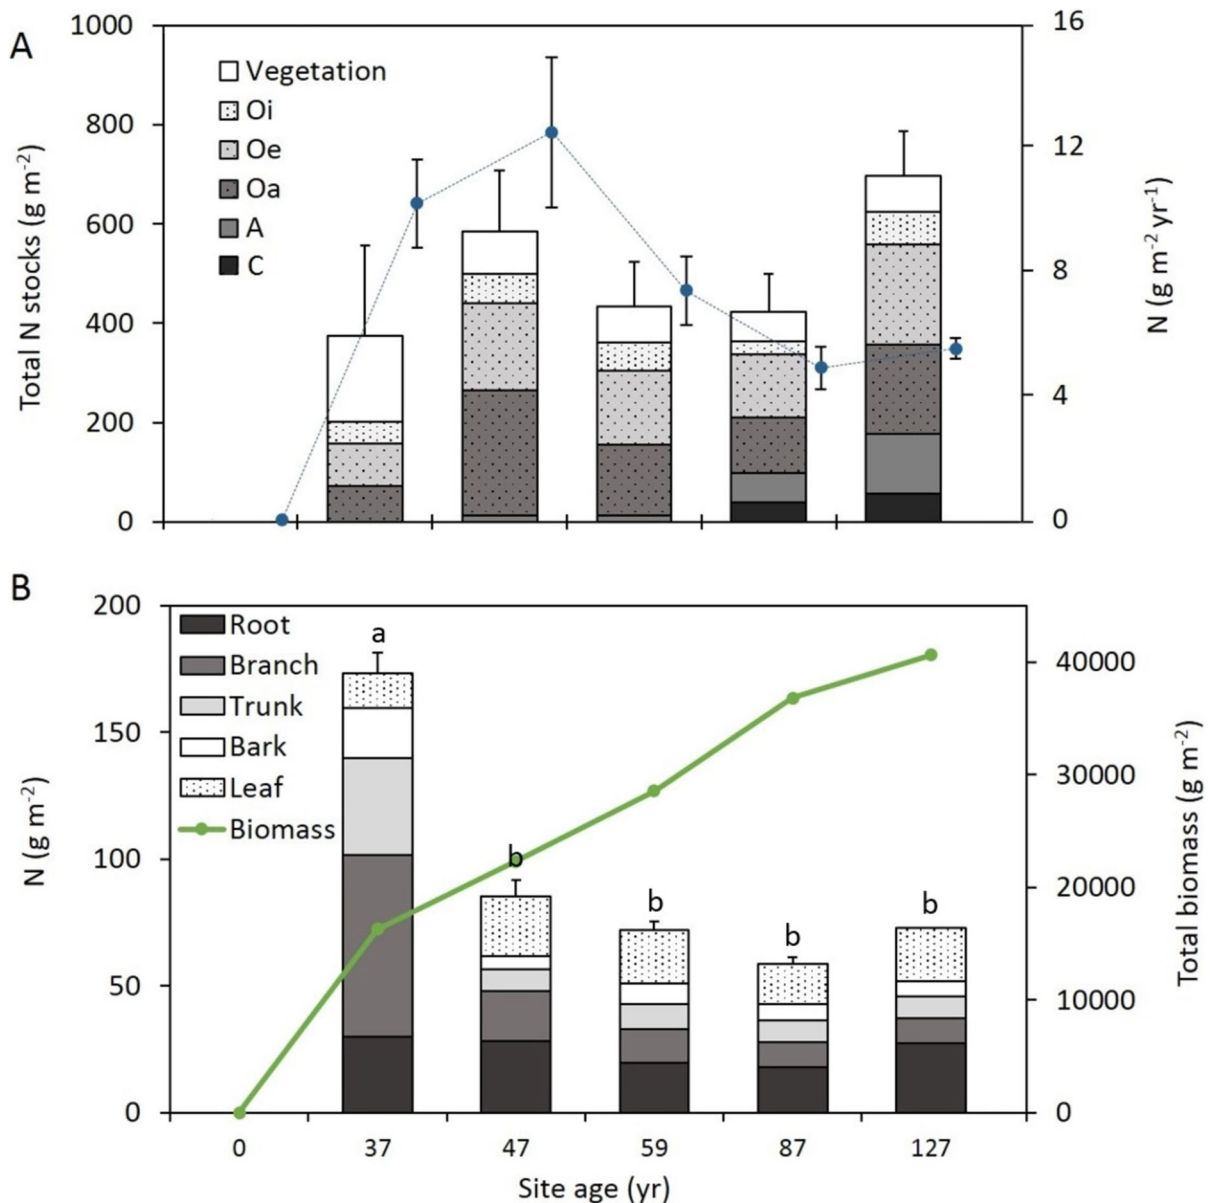 A
1000
800
600
400
200
0
Total N stocks (g m-2)
Vegetation
Oi
Oe
Oa
A
C
16
12
8
4
0
N (g m-2 yr-1)
B
200
150
100
50
0
N (g m-2)
Root
Branch
Trunk
Bark
Leaf
Biomass
a
b
b
b
b
40000
30000
20000
10000
0
Total biomass (g m-2)
0 37 47 59 87 127
Site age (yr)